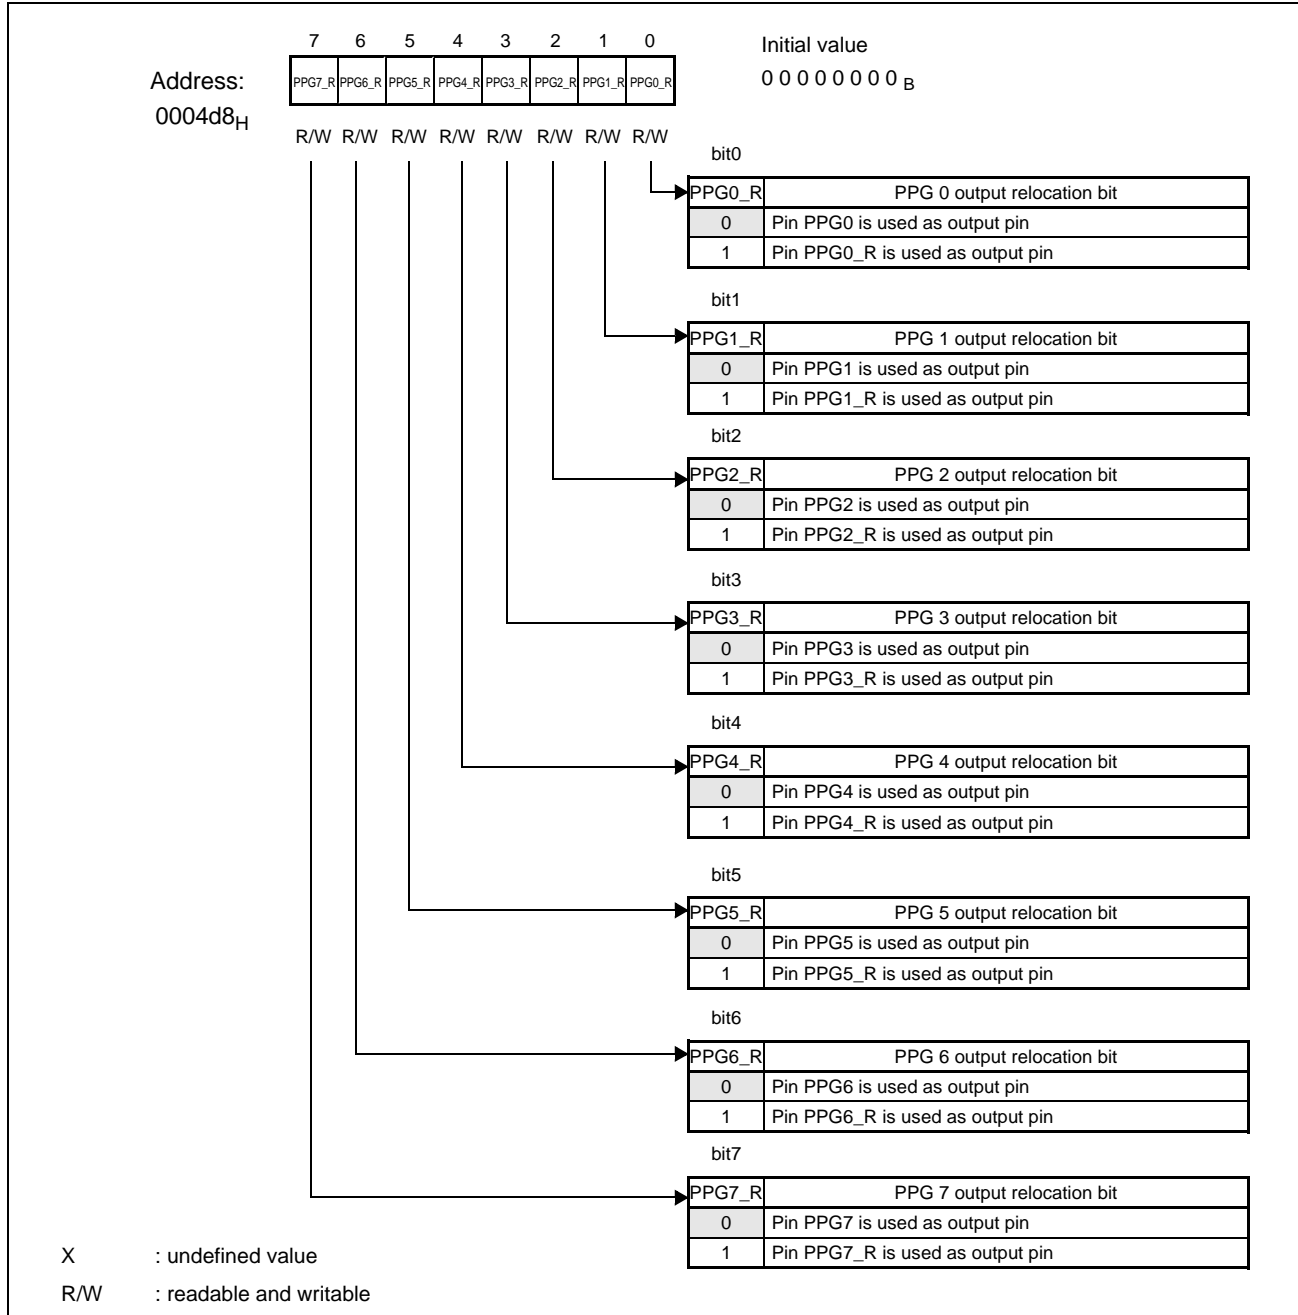 7 6 5 4 3 2 1 0
Initial value
Address:
PPG7_R PPG6_R PPG5_R PPG4_R PPG3_R PPG2_R PPG1_R PPG0_R
0 0 0 0 0 0 0 0 B
0004d8H
R/W R/W R/W R/W R/W R/W R/W R/W
bit0
PPG0_R PPG 0 output relocation bit
0 Pin PPG0 is used as output pin
1 Pin PPG0_R is used as output pin
bit1
PPG1_R PPG 1 output relocation bit
0 Pin PPG1 is used as output pin
1 Pin PPG1_R is used as output pin
bit2
PPG2_R PPG 2 output relocation bit
0 Pin PPG2 is used as output pin
1 Pin PPG2_R is used as output pin
bit3
PPG3_R PPG 3 output relocation bit
0 Pin PPG3 is used as output pin
1 Pin PPG3_R is used as output pin
bit4
PPG4_R PPG 4 output relocation bit
0 Pin PPG4 is used as output pin
1 Pin PPG4_R is used as output pin
bit5
PPG5_R PPG 5 output relocation bit
0 Pin PPG5 is used as output pin
1 Pin PPG5_R is used as output pin
bit6
PPG6_R PPG 6 output relocation bit
0 Pin PPG6 is used as output pin
1 Pin PPG6_R is used as output pin
bit7
PPG7_R PPG 7 output relocation bit
0 Pin PPG7 is used as output pin
1 Pin PPG7_R is used as output pin
X : undefined value
R/W : readable and writable